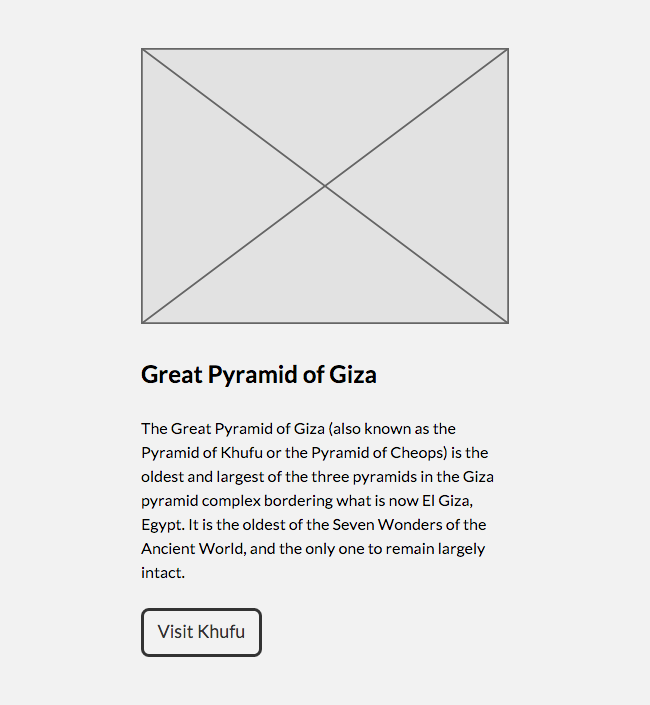 Great Pyramid of Giza
The Great Pyramid of Giza (also known as the
Pyramid of Khufu or the Pyramid of Cheops) is the
oldest and largest of the three pyramids in the Giza
pyramid complex bordering what is now El Giza,
Egypt. It is the oldest of the Seven Wonders of the
Ancient World, and the only one to remain largely
intact.
Visit Khufu